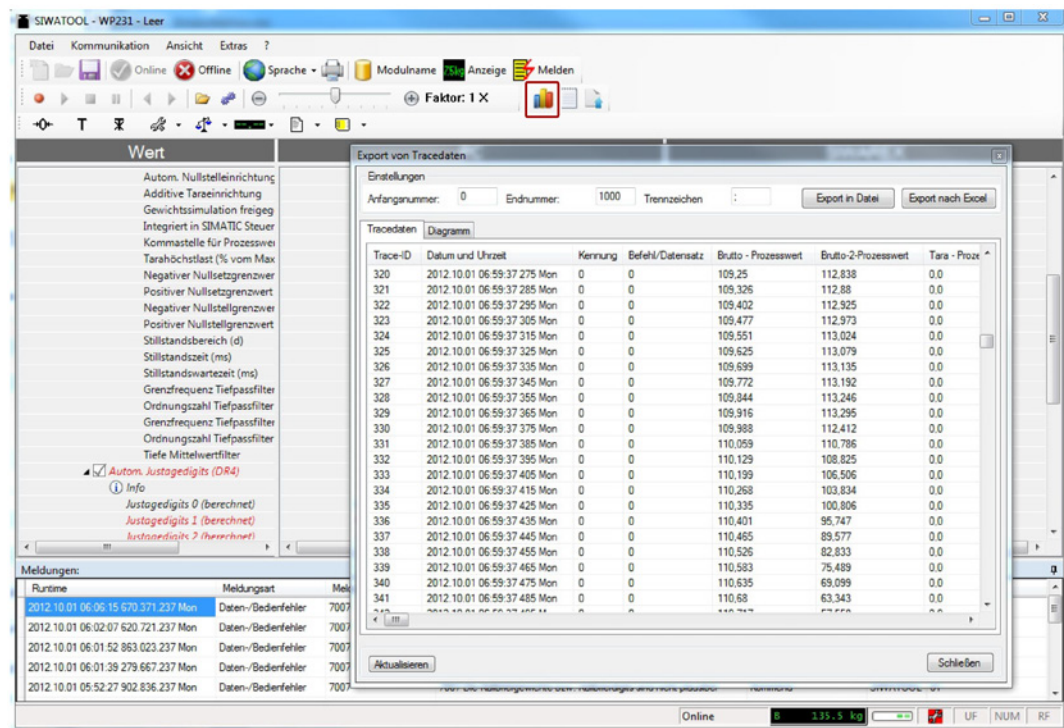 SIWATOOL - WP231 - Leer
Datei Kommunikation Ansicht Extras ?
Online Offline Sprache 75kg Anzeige Modulname Melden
Faktor: 1 X
T
Wert
Autom. Nullstelleinrichtung
Additive Taraeinrichtung
Gewichtssimulation freigeg
Integriert in SIMATIC Steuer
Kommastelle für Prozesswer
Tarahöchstlast (% vom Max
Negativer Nullsetzgrenzwer
Positiver Nullsetzgrenzwert
Negativer Nullstellgrenzwer
Positiver Nullstellgrenzwert
Stillstandsbereich (d)
Stillstandszeit (ms)
Stillstandswartezeit (ms)
Grenzfrequenz Tiefpassfilter
Ordnungszahl Tiefpassfilter
Grenzfrequenz Tiefpassfilter
Ordnungszahl Tiefpassfilter
Tiefe Mittelwertfilter
Autom. Justagedigits (DR4)
Info
Justagedigits 0 (berechnet)
Justagedigits 1 (berechnet)
Justagedigits 2 (berechnet)
Export von Tracedaten
Einstellungen
Anfangsnummer: 0 Endnummer: 1000 Trennzeichen ; Export in Datei Export nach Excel
Tracedaten Diagramm
Trace-ID Datum und Uhrzeit Kennung Befehl/Datensatz Brutto - Prozesswert Brutto-2-Prozesswert Tara - Proze
320 2012.10.01 06:59:37 275 Mon 0 0 109,25 112,838 0,0
321 2012.10.01 06:59:37 285 Mon 0 0 109,326 112,88 0,0
322 2012.10.01 06:59:37 295 Mon 0 0 109,402 112,925 0,0
323 2012.10.01 06:59:37 305 Mon 0 0 109,477 112,973 0,0
324 2012.10.01 06:59:37 315 Mon 0 0 109,551 113,024 0,0
325 2012.10.01 06:59:37 325 Mon 0 0 109,625 113,079 0,0
326 2012.10.01 06:59:37 335 Mon 0 0 109,699 113,135 0,0
327 2012.10.01 06:59:37 345 Mon 0 0 109,772 113,192 0,0
328 2012.10.01 06:59:37 355 Mon 0 0 109,844 113,246 0,0
329 2012.10.01 06:59:37 365 Mon 0 0 109,916 113,295 0,0
330 2012.10.01 06:59:37 375 Mon 0 0 109,988 112,412 0,0
331 2012.10.01 06:59:37 385 Mon 0 0 110,059 110,786 0,0
332 2012.10.01 06:59:37 395 Mon 0 0 110,129 108,825 0,0
333 2012.10.01 06:59:37 405 Mon 0 0 110,199 106,506 0,0
334 2012.10.01 06:59:37 415 Mon 0 0 110,268 103,834 0,0
335 2012.10.01 06:59:37 425 Mon 0 0 110,335 100,806 0,0
336 2012.10.01 06:59:37 435 Mon 0 0 110,401 95,747 0,0
337 2012.10.01 06:59:37 445 Mon 0 0 110,465 89,577 0,0
338 2012.10.01 06:59:37 455 Mon 0 0 110,526 82,833 0,0
339 2012.10.01 06:59:37 465 Mon 0 0 110,583 75,489 0,0
340 2012.10.01 06:59:37 475 Mon 0 0 110,635 69,099 0,0
341 2012.10.01 06:59:37 485 Mon 0 0 110,68 63,343 0,0
Aktualisieren Schließen
Meldungen:
Runtime Meldungsart Meld
2012.10.01 06:06:15 670.371.237 Mon Daten-/Bedienfehler 7007
2012.10.01 06:02:07 620.721.237 Mon Daten-/Bedienfehler 7007
2012.10.01 06:01:52 863.023.237 Mon Daten-/Bedienfehler 7007
2012.10.01 06:01:39 279.667.237 Mon Daten-/Bedienfehler 7007
2012.10.01 05:52:27 902.836.237 Mon Daten-/Bedienfehler 7007
Online B 135.5 kg UF NUM RF